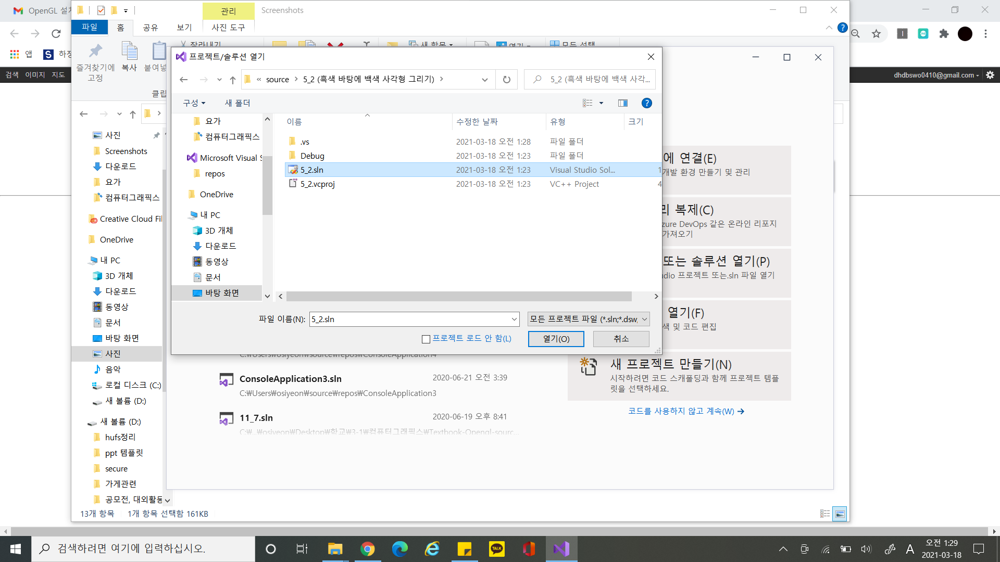 OpenGL 설치
관리
Screenshots
파일
홈
공유
보기
사진 도구
앱
하정
즐겨찾기에
고정
복사
붙여넣
잘라내기
새 항목
열기
모두 선택
클립
검색 이미지 지도
dhdbswo0410@gmail.com
프로젝트/솔루션 열기
« source > 5_2 (흑색 바탕에 백색 사각형 그리기) >
5_2 (흑색 바탕에 백색 사각...
구성
새 폴더
요가
컴퓨터그래픽스
Microsoft Visual S
repos
OneDrive
내 PC
3D 개체
다운로드
동영상
문서
바탕 화면
이름
수정한 날짜
유형
크기
.vs 2021-03-18 오전 1:28 파일 폴더
Debug 2021-03-18 오전 1:23 파일 폴더
5_2.sln 2021-03-18 오전 1:23 Visual Studio Sol... 1
5_2.vcproj 2021-03-18 오전 1:23 VC++ Project 4
파일 이름(N):
5_2.sln
모든 프로젝트 파일 (*.sln;*.dsw,
프로젝트 로드 안 함(L)
열기(O)
취소
사진
Screenshots
다운로드
요가
컴퓨터그래픽스
Creative Cloud Fil
OneDrive
내 PC
3D 개체
다운로드
동영상
문서
바탕 화면
사진
음악
로컬 디스크 (C:)
새 볼륨 (D:)
새 볼륨 (D:)
hufs정리
ppt 템플릿
secure
가게관련
공모전, 대외활동
에 연결(E)
개발 환경 만들기 및 관리
리 복제(C)
zure DevOps 같은 온라인 리포지
가져오기
또는 솔루션 열기(P)
dio 프로젝트 또는.sln 파일 열기
열기(F)
색 및 코드 편집
새 프로젝트 만들기(N)
시작하려면 코드 스캐폴딩과 함께 프로젝트 템플
릿을 선택하세요.
코드를 사용하지 않고 계속(W) →
C:₩Users₩osiyeon₩source₩repos₩ConsoleApplication4
ConsoleApplication3.sln
2020-06-21 오전 3:39
C:₩Users₩osiyeon₩source₩repos₩ConsoleApplication3
11_7.sln
2020-06-19 오후 8:41
C:₩...₩osiyeon₩Desktop₩학교₩3-1₩컴퓨터그래픽스₩Textbook-Opengl-sourc...
13개 항목
1개 항목 선택함 161KB
검색하려면 여기에 입력하십시오.
TALK
A
오전 1:29
2021-03-18